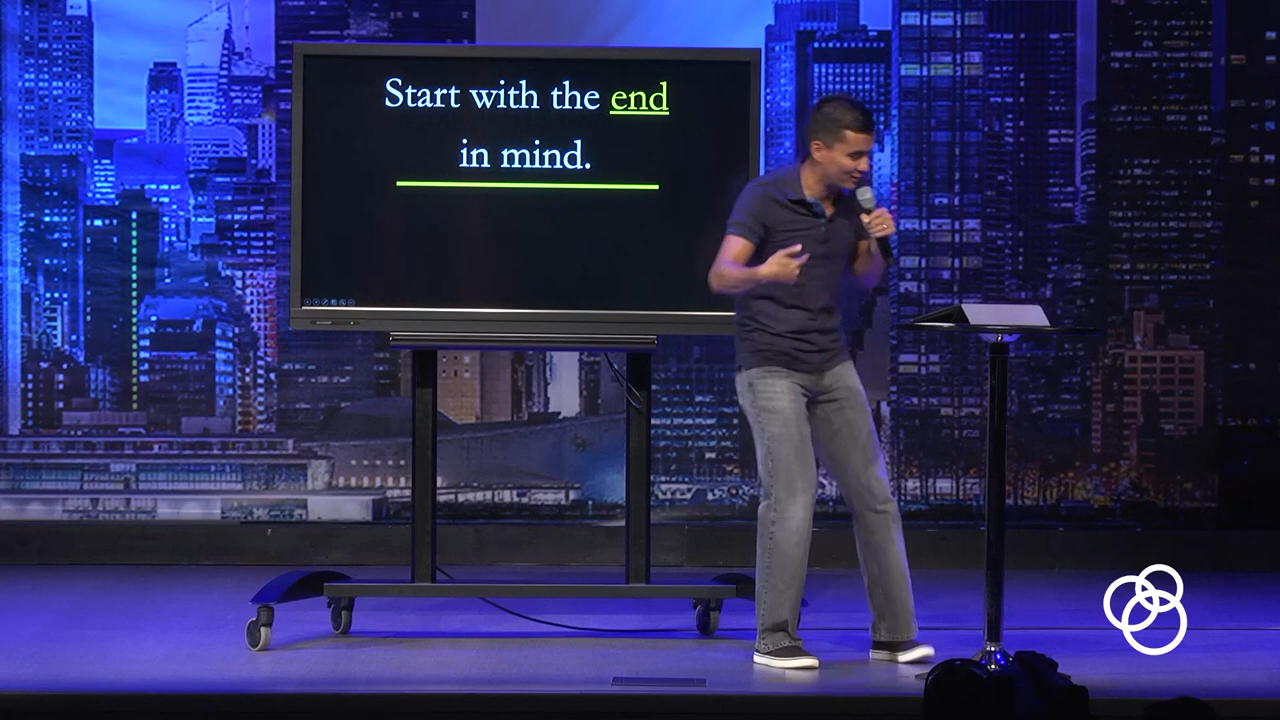 Start with the end
in mind.